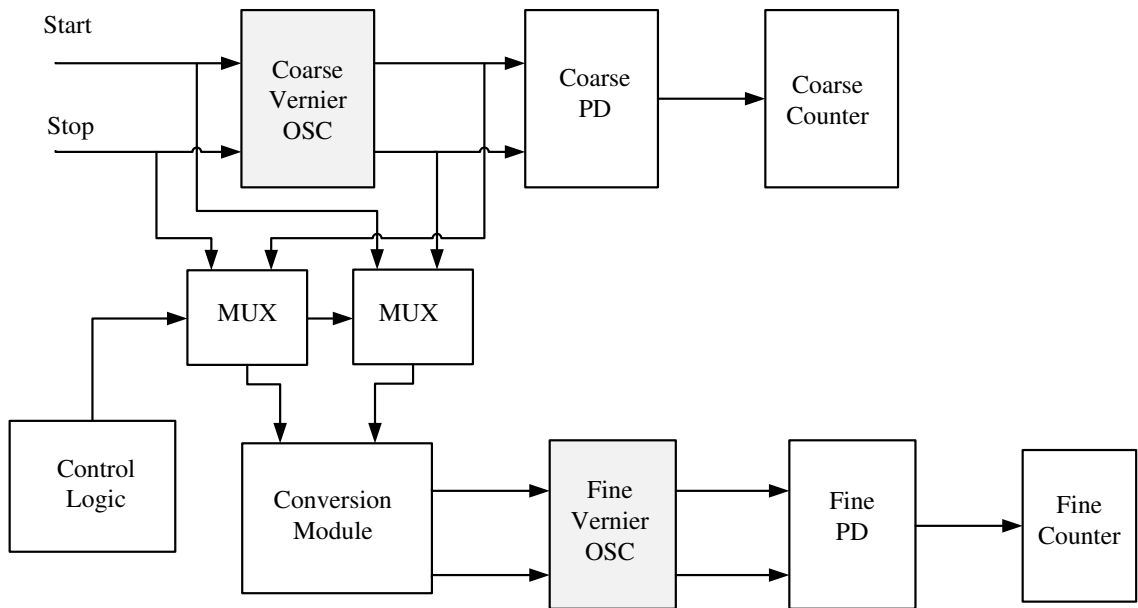 Start
Coarse
Vernier
OSC
Coarse
PD
Coarse
Counter
Stop
MUX
MUX
Control
Logic
Conversion
Module
Fine
Vernier
OSC
Fine
PD
Fine
Counter